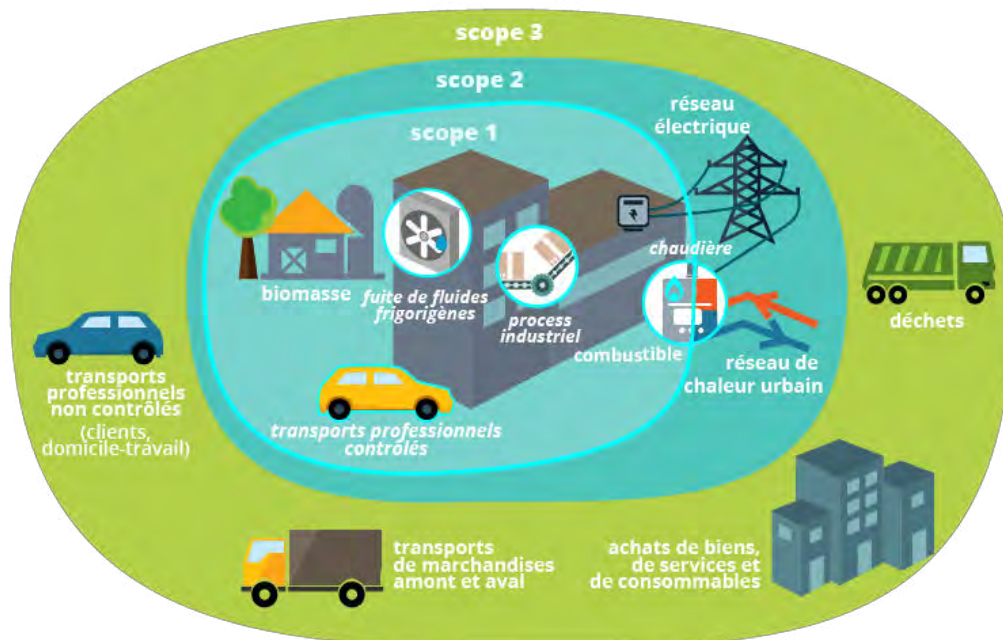 scope 3
scope 2
scope 1
réseau
électrique
chaudière
biomasse
fuite de fluides
frigorigènes
process
industriel
combustible
réseau de
chaleur urbain
déchets
transports
professionnels
non contrôlés
(clients,
domicile-travail)
transports professionnels
contrôlés
transports
de marchandises
amont et aval
achats de biens,
de services et
de consommables